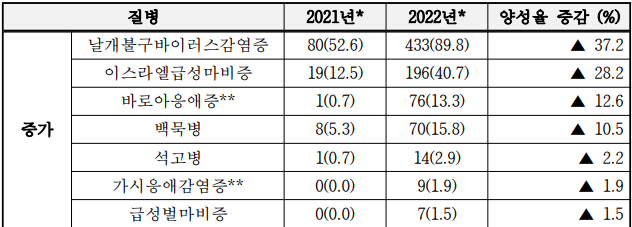 질병 2021년* 2022년* 양성율 증감 (%)
증가
날개불구바이러스감염증 80(52.6) 433(89.8) ▲ 37.2
이스라엘급성마비증 19(12.5) 196(40.7) ▲ 28.2
바로아응애증** 1(0.7) 76(13.3) ▲ 12.6
백묵병 8(5.3) 70(15.8) ▲ 10.5
석고병 1(0.7) 14(2.9) ▲ 2.2
가시응애감염증** 0(0.0) 9(1.9) ▲ 1.9
급성벌마비증 0(0.0) 7(1.5) ▲ 1.5